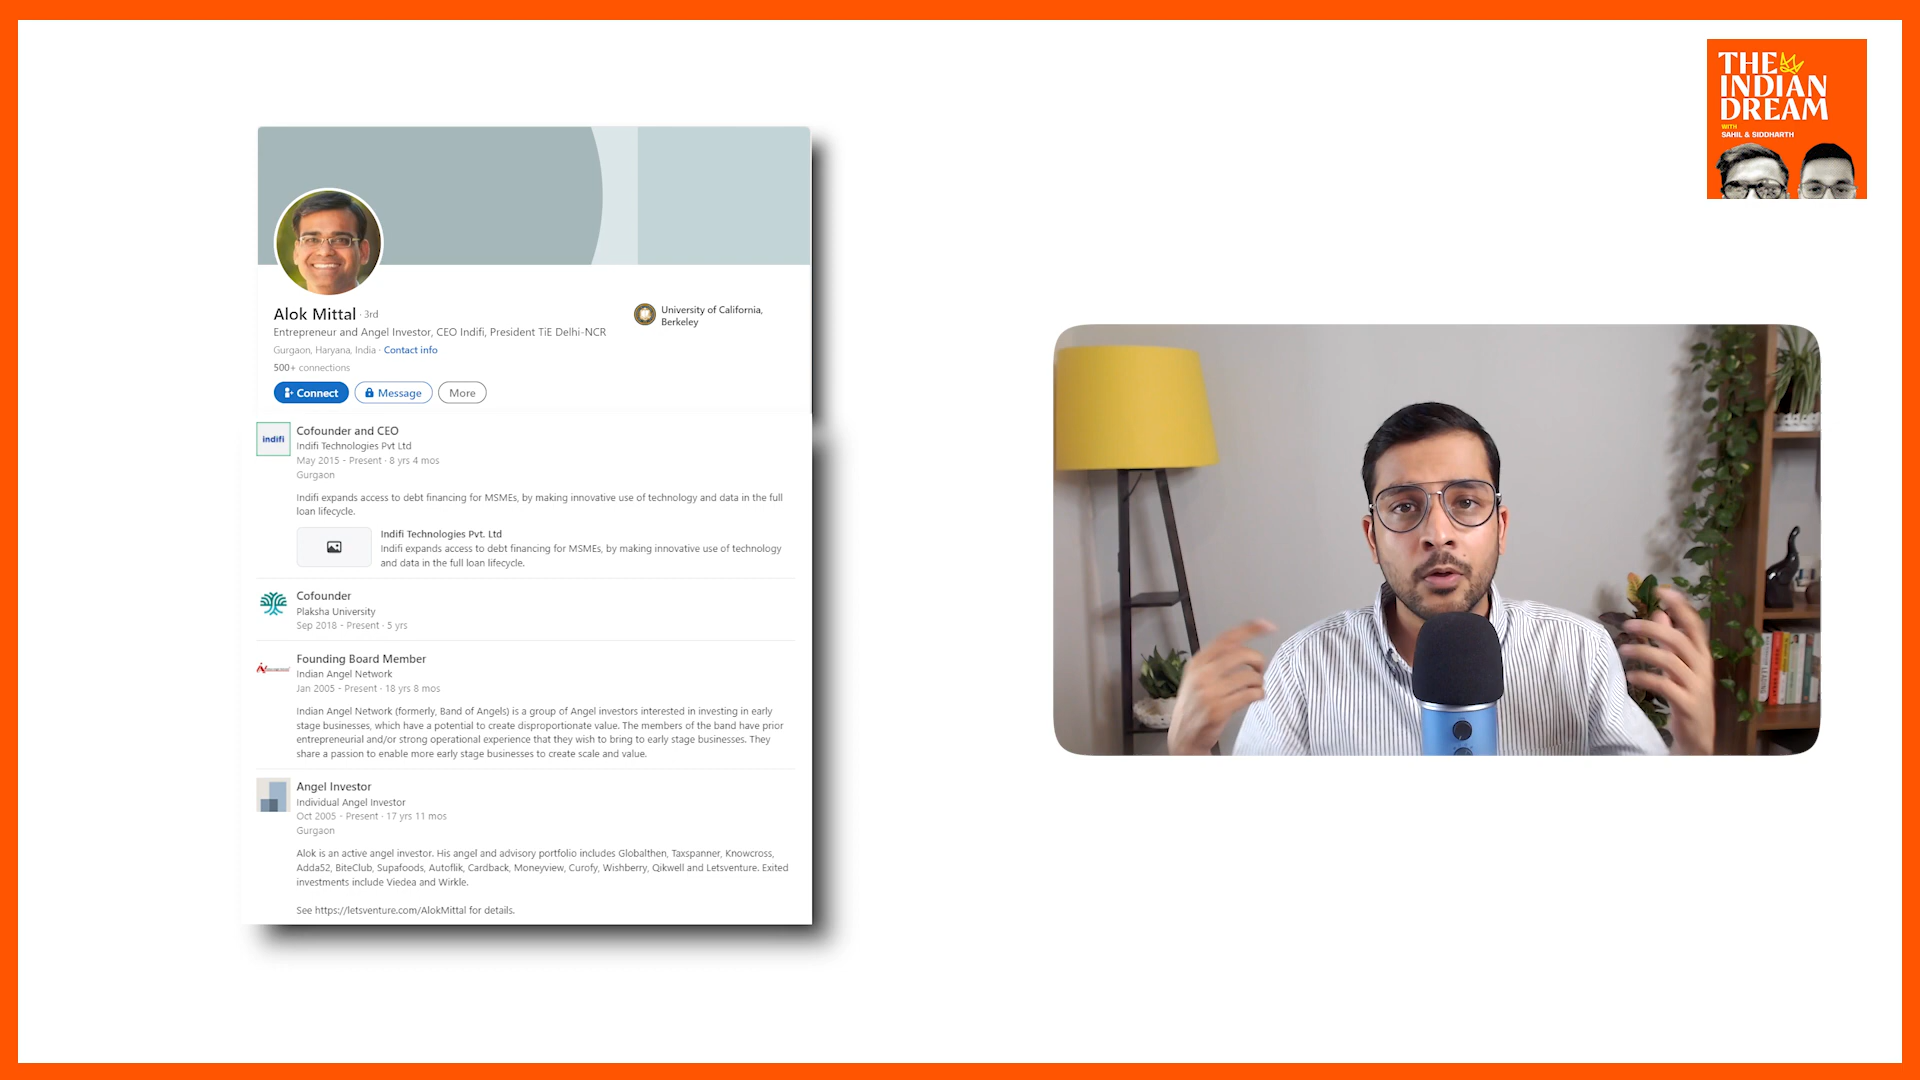 THE
INDIAN
DREAM
WITH
SAHIL & SIDDHARTH
Alok Mittal · 3rd
Entrepreneur and Angel Investor, CEO Indifi, President TiE Delhi-NCR
Gurgaon, Haryana, India · Contact info
500+ connections
Connect
Message
More
University of California,
Berkeley
indifi
Cofounder and CEO
Indifi Technologies Pvt Ltd
May 2015 - Present · 8 yrs 4 mos
Gurgaon
Indifi expands access to debt financing for MSMEs, by making innovative use of technology and data in the full
loan lifecycle.
Indifi Technologies Pvt. Ltd
Indifi expands access to debt financing for MSMEs, by making innovative use of technology
and data in the full loan lifecycle.
Cofounder
Plaksha University
Sep 2018 - Present · 5 yrs
Founding Board Member
Indian Angel Network
Jan 2005 - Present · 18 yrs 8 mos
Indian Angel Network (formerly, Band of Angels) is a group of Angel investors interested in investing in early
stage businesses, which have a potential to create disproportionate value. The members of the band have prior
entrepreneurial and/or strong operational experience that they wish to bring to early stage businesses. They
share a passion to enable more early stage businesses to create scale and value.
Angel Investor
Individual Angel Investor
Oct 2005 - Present · 17 yrs 11 mos
Gurgaon
Alok is an active angel investor. His angel and advisory portfolio includes Globalthen, Taxspanner, Knowcross,
Adda52, BiteClub, Supafoods, Autoflik, Cardback, Moneyview, Curofy, Wishberry, Qikwell and Letsventure. Exited
investments include Viedea and Wirkle.
See https://letsventure.com/AlokMittal for details.